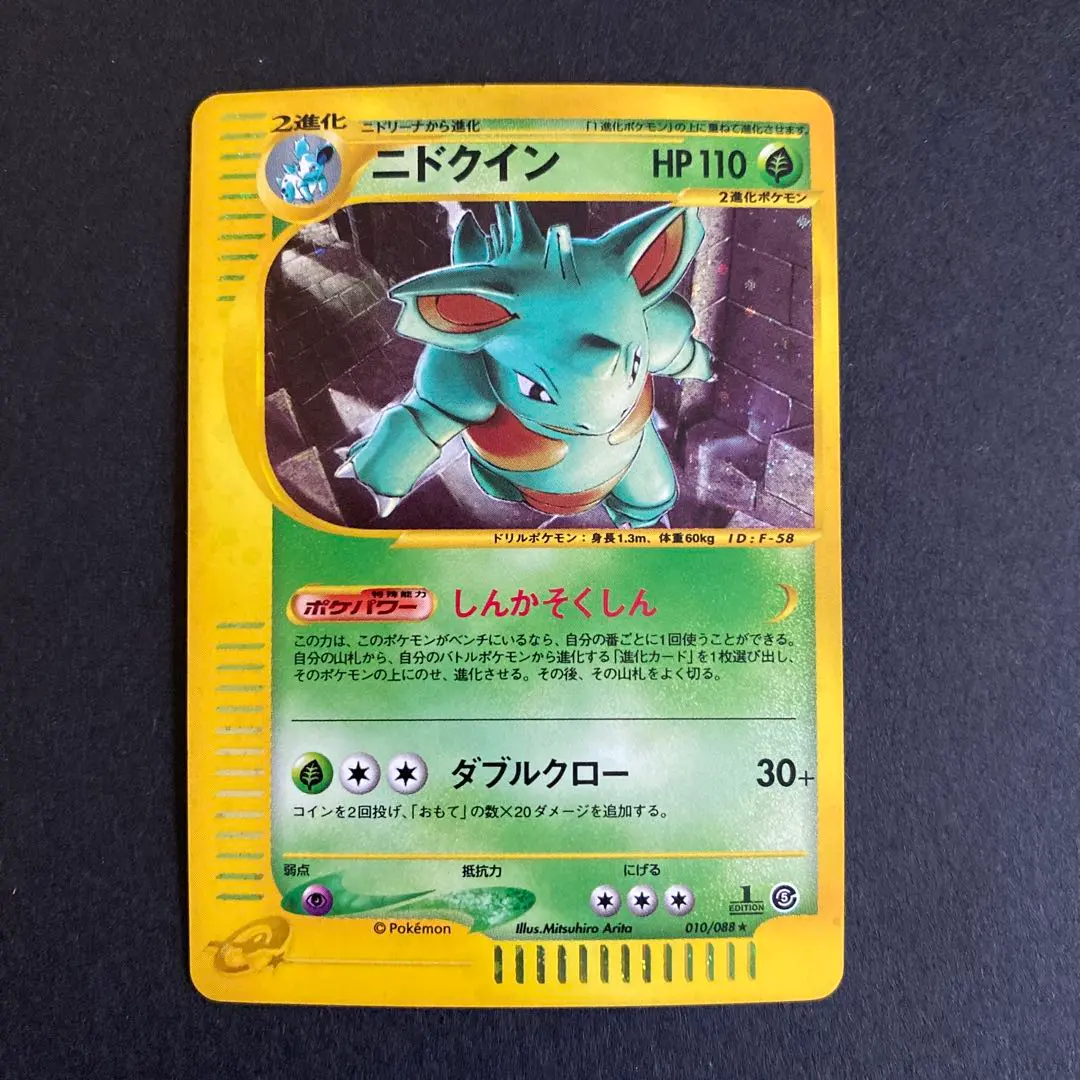 2進化 ニドリーナから進化 「1進化ポケモン」の上に重ねて進化させます。
ニドクイン HP 110
2進化ポケモン
ドリルポケモン：身長1.3m、体重60kg ID：F-58
特殊能力
ポケパワー しんかそくしん
この力は、このポケモンがベンチにいるなら、自分の番ごとに1回使うことができる。
自分の山札から、自分のバトルポケモンから進化する「進化カード」を1枚選び出し、
そのポケモンの上にのせ、進化させる。その後、その山札をよく切る。
ダブルクロー 30+
コインを2回投げ、「おもて」の数×20ダメージを追加する。
弱点 抵抗力 にげる
1 EDITION
© Pokémon Illus.Mitsuhiro Arita 010/088★
e